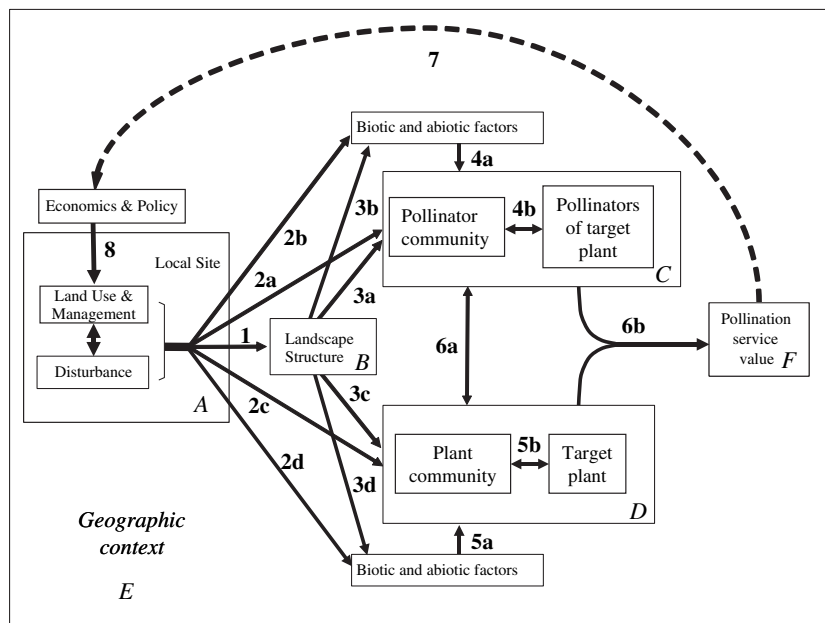 7
Biotic and abiotic factors
4a
Economics & Policy
3b
Pollinator
community
4b
Pollinators
of target
plant
2b
8
Local Site
2a
C
Land Use &
Management
3a
1
Landscape
Structure
B
6a
6b
Pollination
service
value
F
Disturbance
A
2c
3c
2d
Plant
community
5b
Target
plant
3d
D
Geographic
context
5a
E
Biotic and abiotic factors